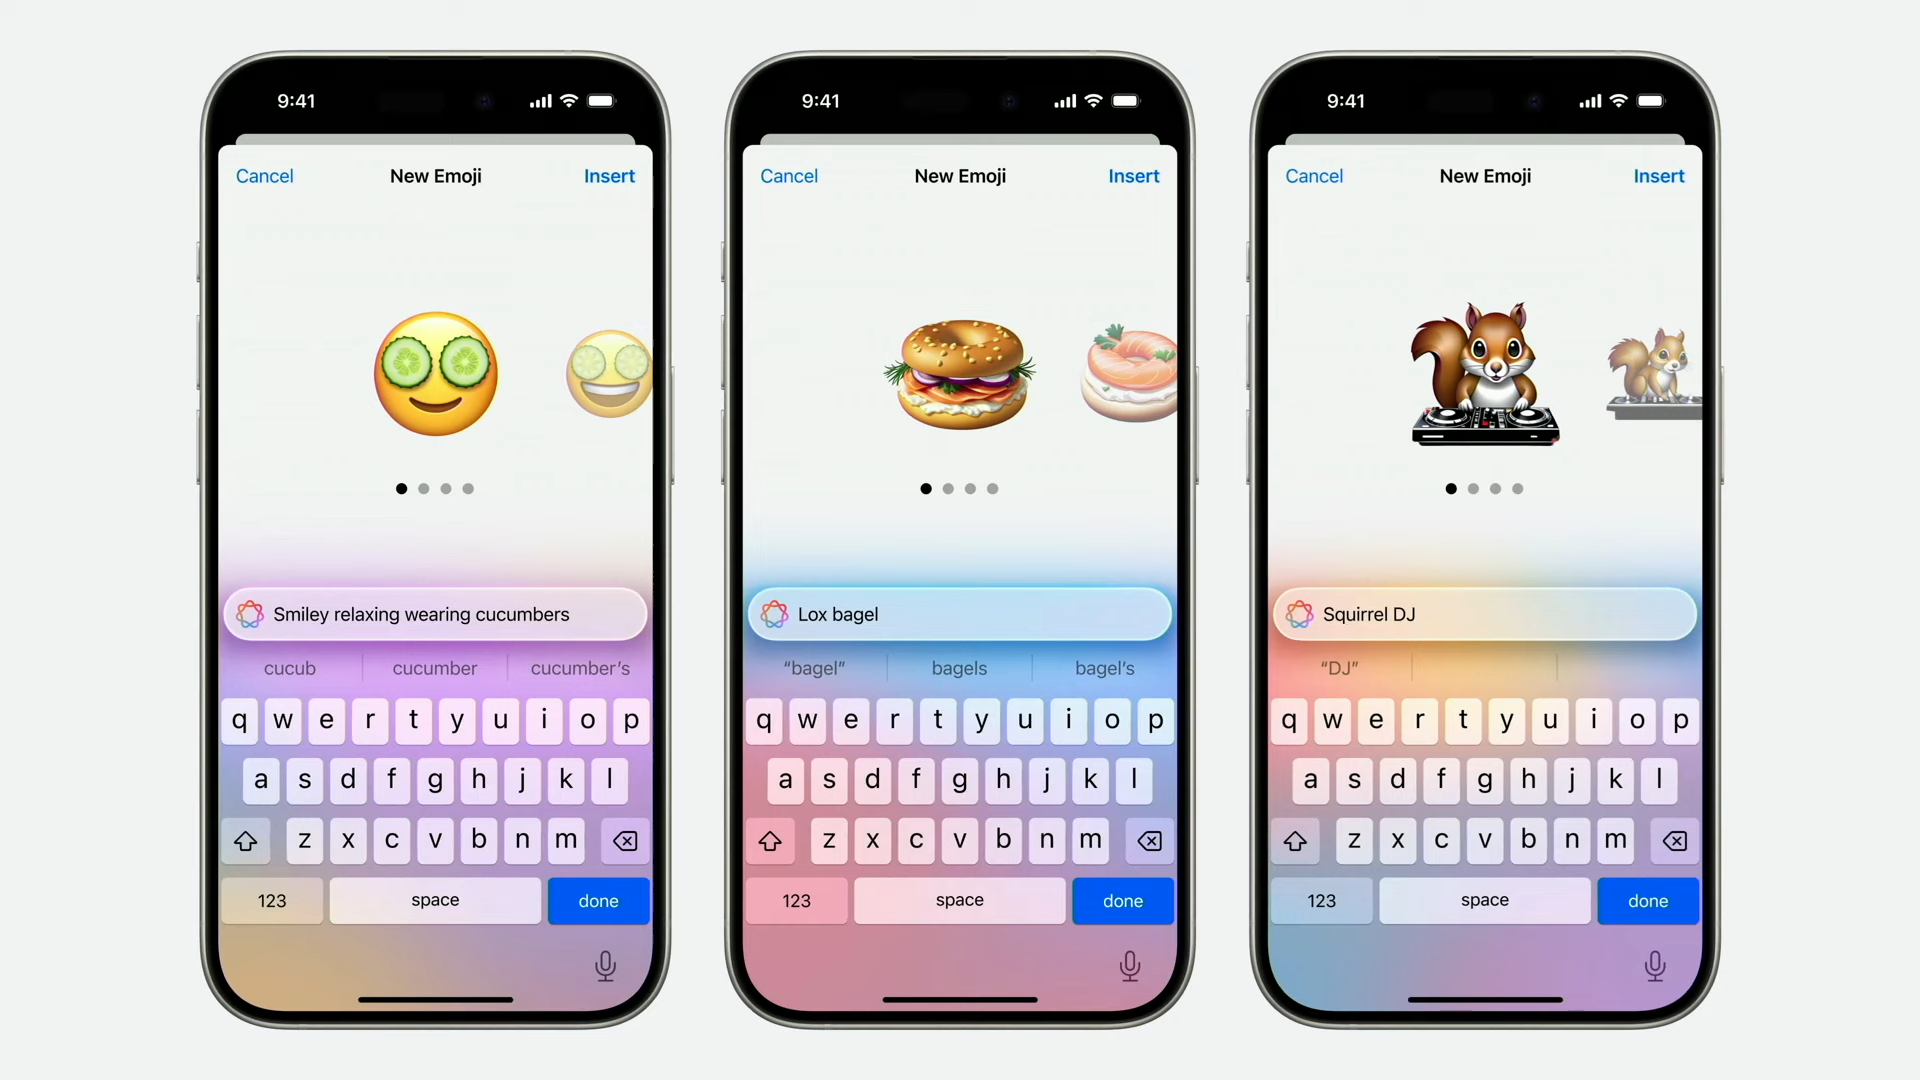 9:41
Cancel New Emoji Insert
Smiley relaxing wearing cucumbers
cucub cucumber cucumber's
q w e r t y u i o p
a s d f g h j k l
z x c v b n m
123 space done
9:41
Cancel New Emoji Insert
Lox bagel
“bagel” bagels bagel's
q w e r t y u i o p
a s d f g h j k l
z x c v b n m
123 space done
9:41
Cancel New Emoji Insert
Squirrel DJ
“DJ”
q w e r t y u i o p
a s d f g h j k l
z x c v b n m
123 space done